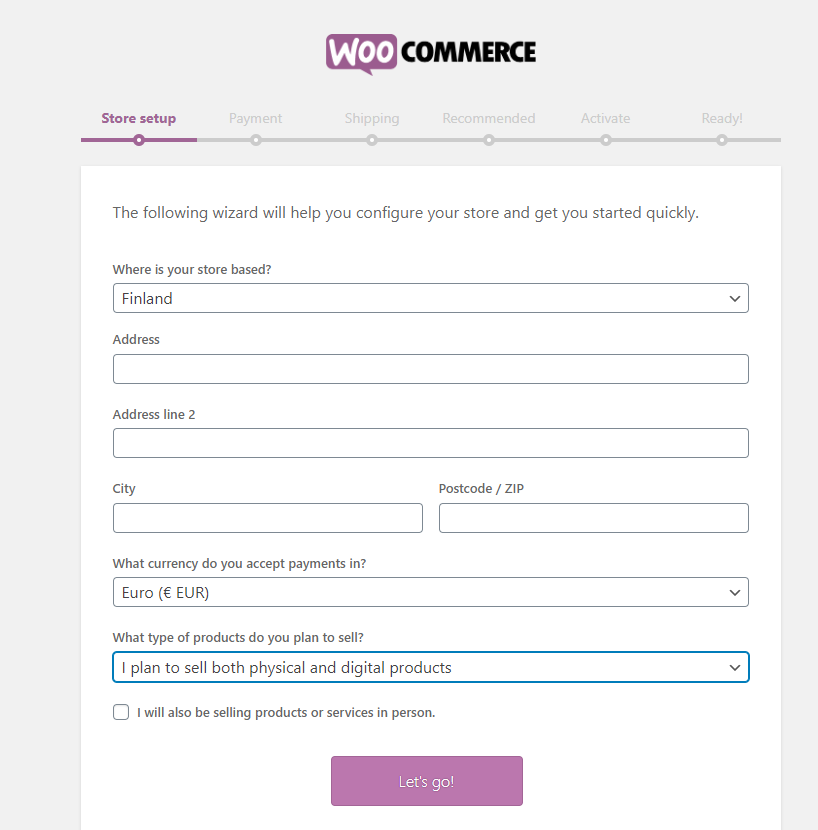 WOO COMMERCE
Store setup Payment Shipping Recommended Activate Ready!
The following wizard will help you configure your store and get you started quickly.
Where is your store based?
Finland
Address
Address line 2
City Postcode / ZIP
What currency do you accept payments in?
Euro (€ EUR)
What type of products do you plan to sell?
I plan to sell both physical and digital products
I will also be selling products or services in person.
Let's go!